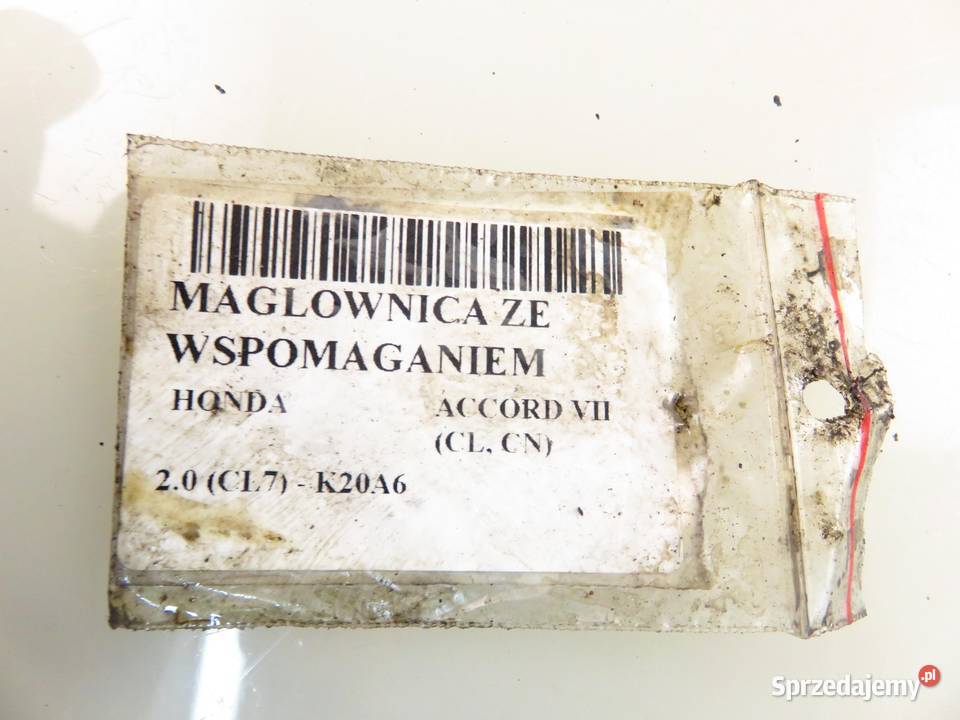 MAGLOWNICA ZE
WSPOMAGANIEM
HONDA ACCORD VII
(CL, CN)
2.0 (CL7) - K20A6
Sprzedajemy.pl